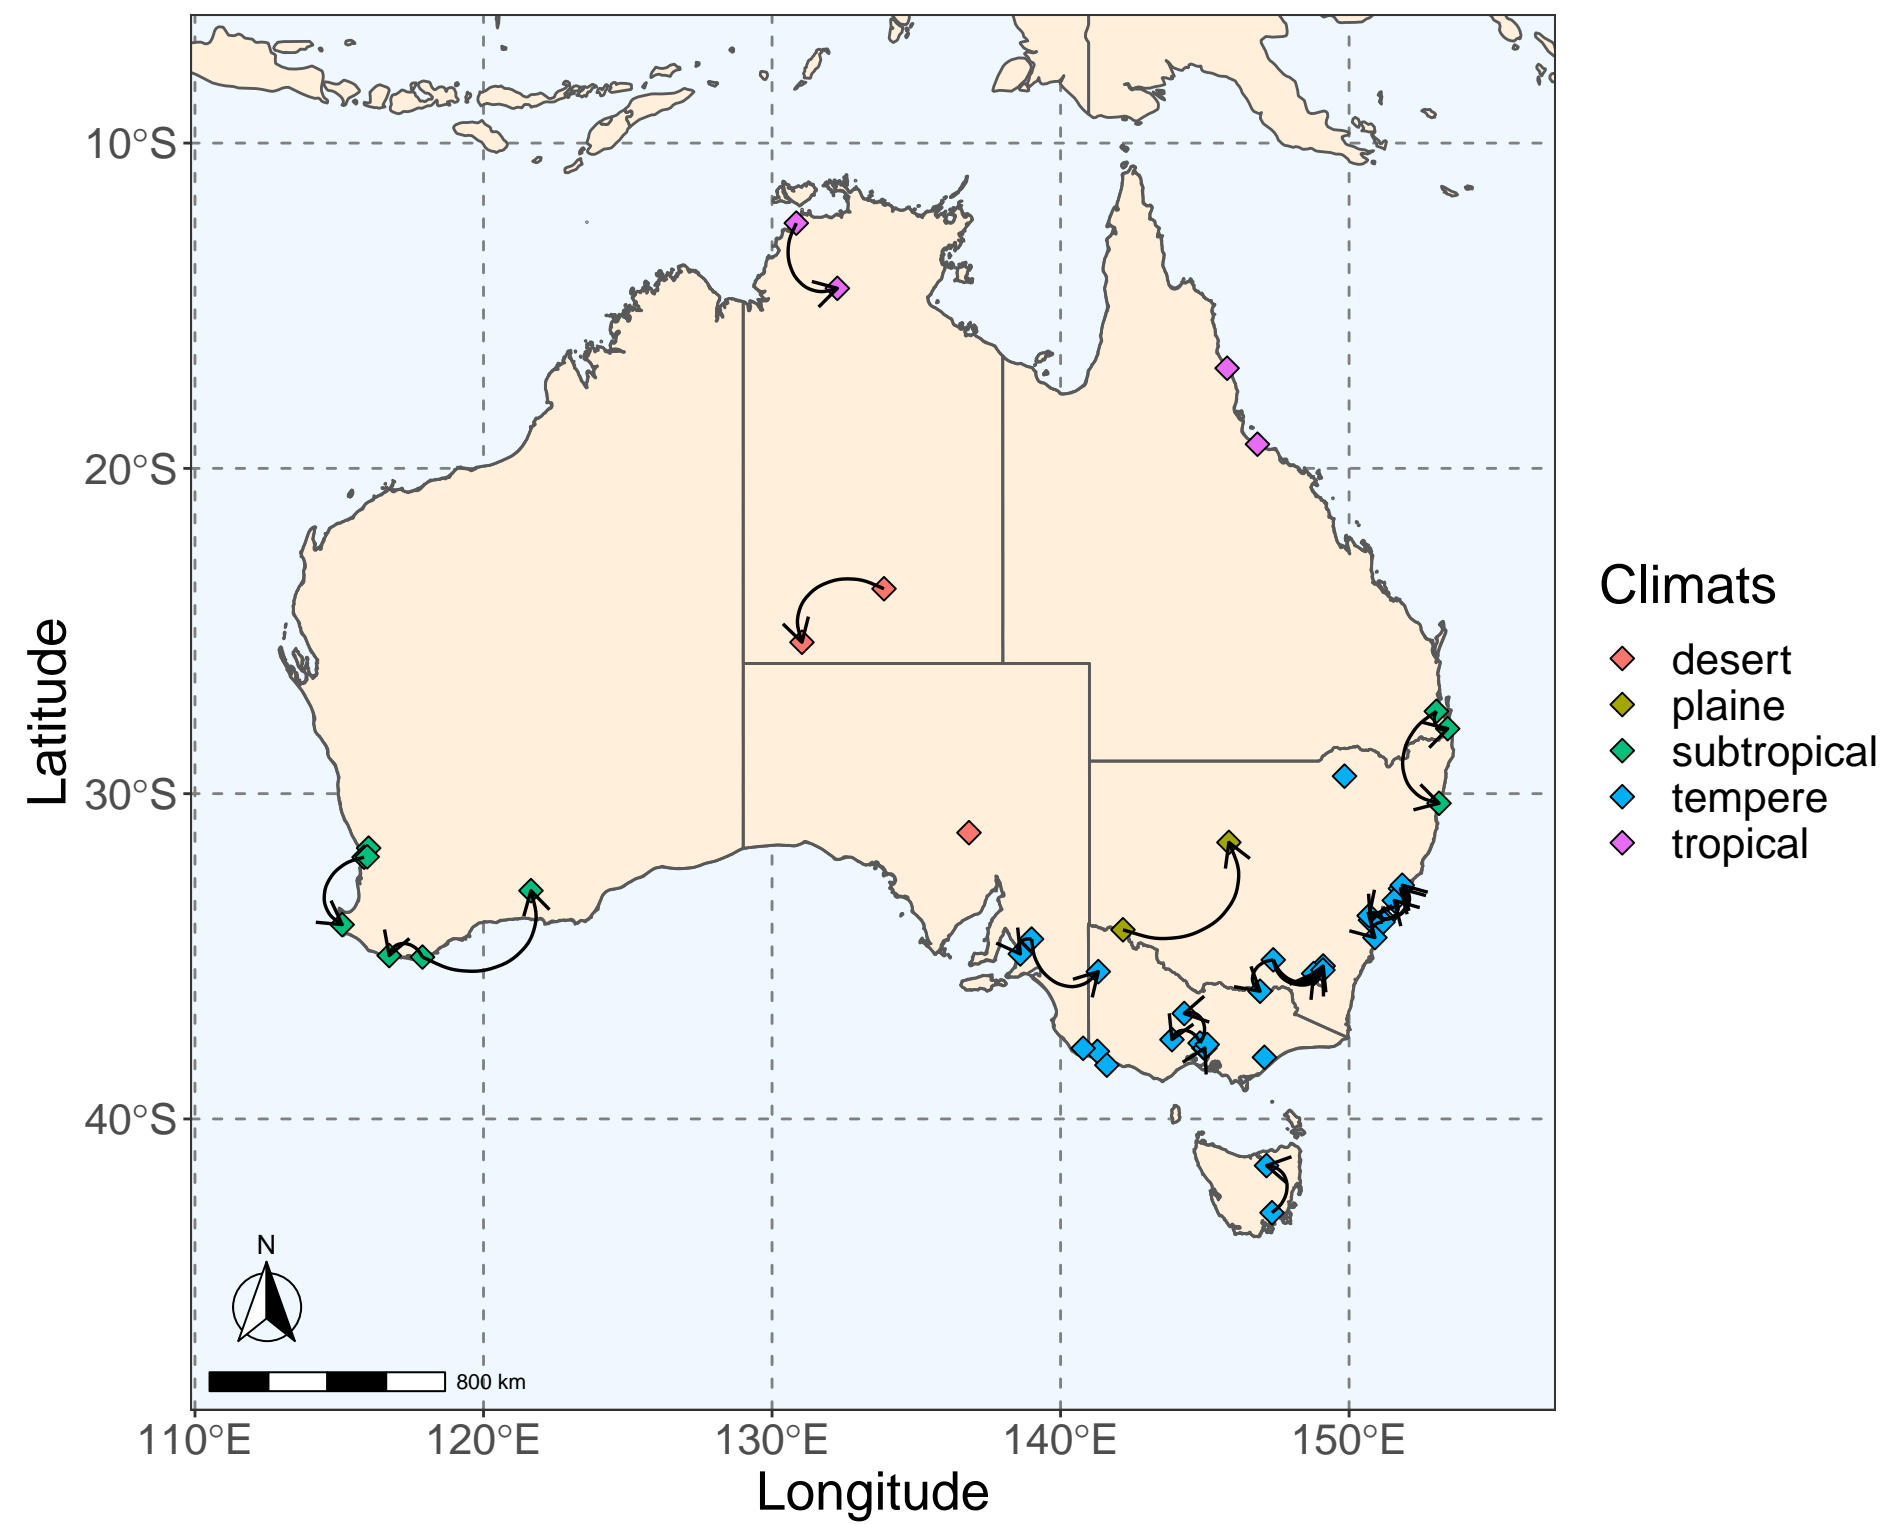 10°S
20°S
30°S
40°S
Latitude
N
800 km
110°E
120°E
130°E
140°E
150°E
Longitude
Climats
desert
plaine
subtropical
tempere
tropical